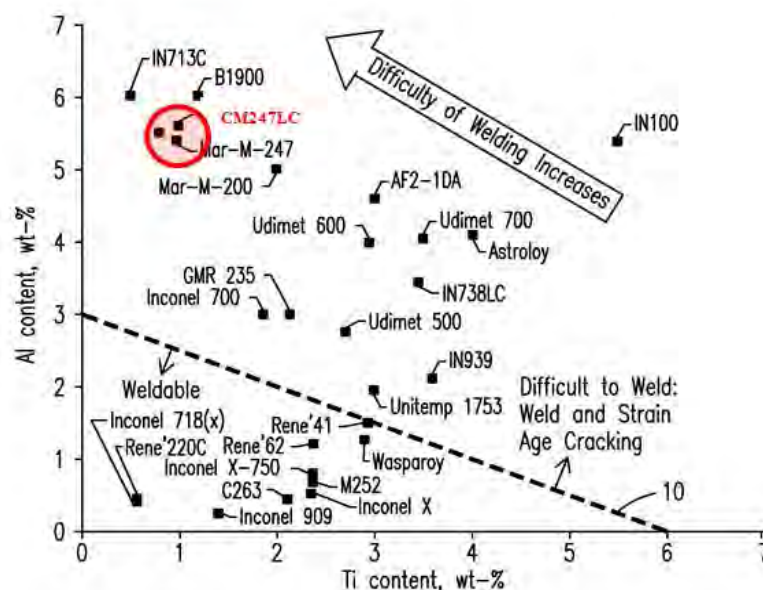 7
6
5
4
3
2
1
0
Al content, wt-%
IN713C
B1900
CM247LC
Mar-M-247
Mar-M-200
Difficulty of Welding Increases
IN100
AF2-1DA
Udimet 600
Udimet 700
Astroloy
GMR 235
Inconel 700
IN738LC
Udimet 500
IN939
Weldable
Unitemp 1753
Difficult to Weld:
Weld and Strain
Age Cracking
Inconel 718(x)
Rene'41
Rene'220C
Rene'62
Wasparoy
Inconel X-750
M252
C263
Inconel X
10
Inconel 909
0 1 2 3 4 5 6 7
Ti content, wt-%